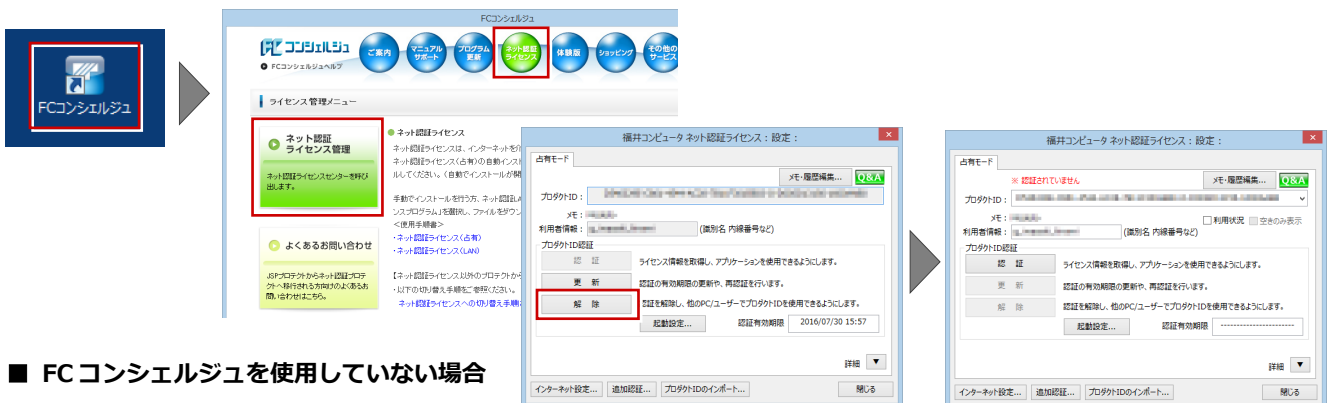 FCコンシェルジュ
FCコンシェルジュ
FC コンシェルジュ
FCコンシェルジュヘルプ
ご案内
マニュアル
サポート
プログラム
更新
ネット認証
ライセンス
体験版
ショッピング
その他の
サービス
ライセンス管理メニュー
ネット認証
ライセンス管理
ネット認証ライセンスセンターを呼び
出します。
よくあるお問い合わせ
JSPプロテクトからネット認証プロテ
クトへ移行される方向けのよくあるお
問い合わせはこちら。
ネット認証ライセンス
ネット認証ライセンスは、インターネットを
ネット認証ライセンス(占有)の自動インスト
ルしてください。(自動でインストールが
手動でインストールを行う方、ネット認証LA
ンスプログラム」を選択し、ファイルをダウン
<使用手順書>
・ネット認証ライセンス(占有)
・ネット認証ライセンス(LAN)
【ネット認証ライセンス以外のプロテクトから
・以下の切り替え手順をご参照ください。
ネット認証ライセンスへの切り替え手順
福井コンピュータ ネット認証ライセンス:設定:
占有モード
メモ・履歴編集...
Q&A
プロダクトID:
メモ:
利用者情報:
(識別名 内線番号など)
プロダクトID認証
認 証
ライセンス情報を取得し、アプリケーションを使用できるようにします。
更 新
認証の有効期限の更新や、再認証を行います。
解 除
認証を解除し、他のPC/ユーザーでプロダクトIDを使用できるようにします。
起動設定...
認証有効期限
2016/07/30 15:57
詳細 ▼
インターネット設定...
追加認証...
プロダクトIDのインポート...
閉じる
福井コンピュータ ネット認証ライセンス:設定:
占有モード
※ 認証されていません
メモ・履歴編集...
Q&A
プロダクトID:
メモ:
利用状況
空きのみ表示
利用者情報:
(識別名 内線番号など)
プロダクトID認証
認 証
ライセンス情報を取得し、アプリケーションを使用できるようにします。
更 新
認証の有効期限の更新や、再認証を行います。
解 除
認証を解除し、他のPC/ユーザーでプロダクトIDを使用できるようにします。
起動設定...
認証有効期限
----------------------
詳細 ▼
インターネット設定...
追加認証...
プロダクトIDのインポート...
閉じる
■ FCコンシェルジュを使用していない場合